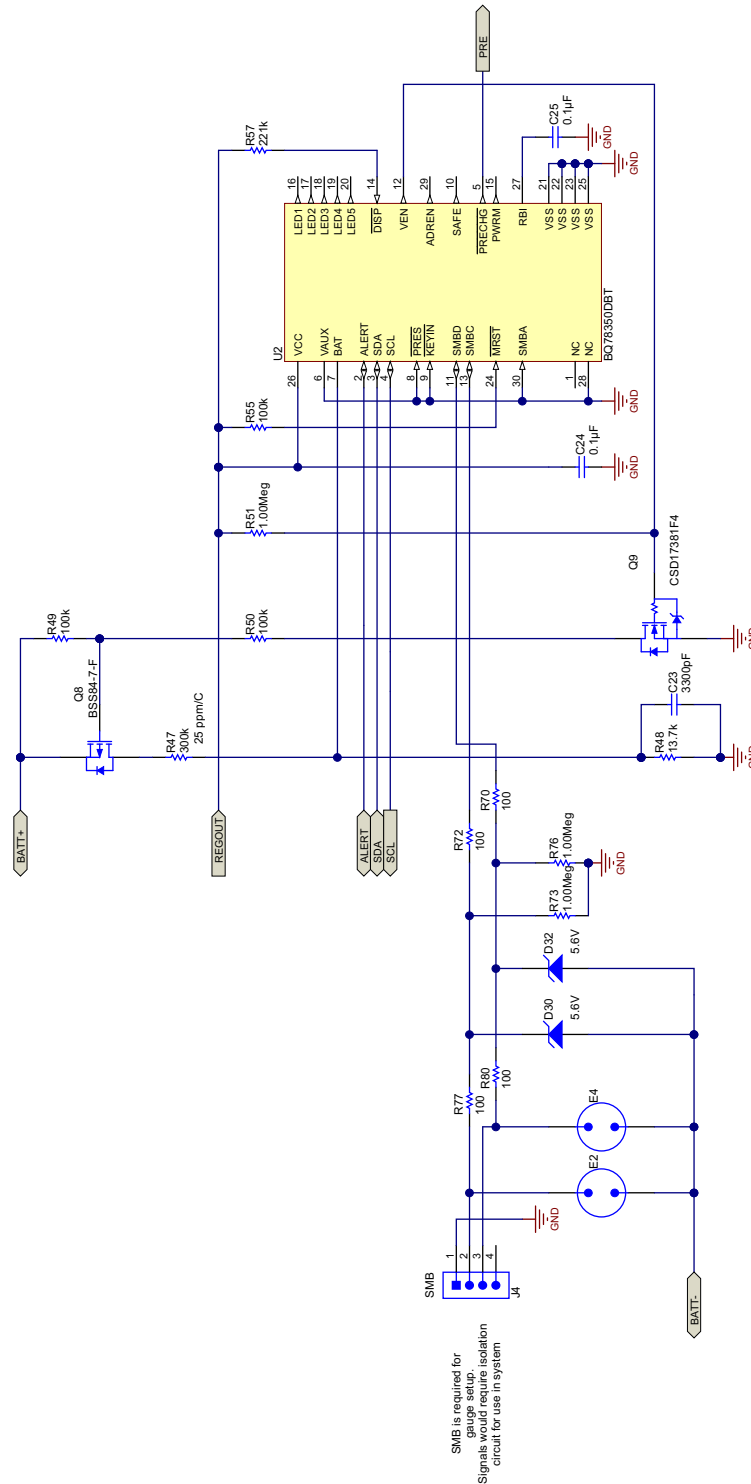 BATT+
REGOUT
ALERT
SDA
SCL
PRE
BATT-
R49
100k
Q8
BSS84-7-F
R47
300k
25 ppm/C
R50
100k
R51
1.00Meg
R55
100k
R57
221k
U2
BQ78350DBT
VCC
26
VAUX
6
BAT
7
ALERT
2
SDA
3
SCL
4
PRES
8
KEYIN
9
SMBD
11
SMBC
13
MRST
24
SMBA
30
NC
1
NC
28
LED1
16
LED2
17
LED3
18
LED4
19
LED5
20
DISP
14
VEN
12
ADREN
29
SAFE
10
PRECHG
5
PWRM
15
RBI
27
VSS
21
VSS
22
VSS
23
VSS
25
C25
0.1µF
GND
GND
GND
C24
0.1µF
GND
Q9
CSD17381F4
GND
C23
3300pF
R48
13.7k
GND
R70
100
R72
100
R76
1.00Meg
R73
1.00Meg
GND
D32
5.6V
D30
5.6V
R80
100
R77
100
E4
E2
GND
SMB
1
2
3
4
J4
SMB is required for
gauge setup.
Signals would require isolation
circuit for use in system